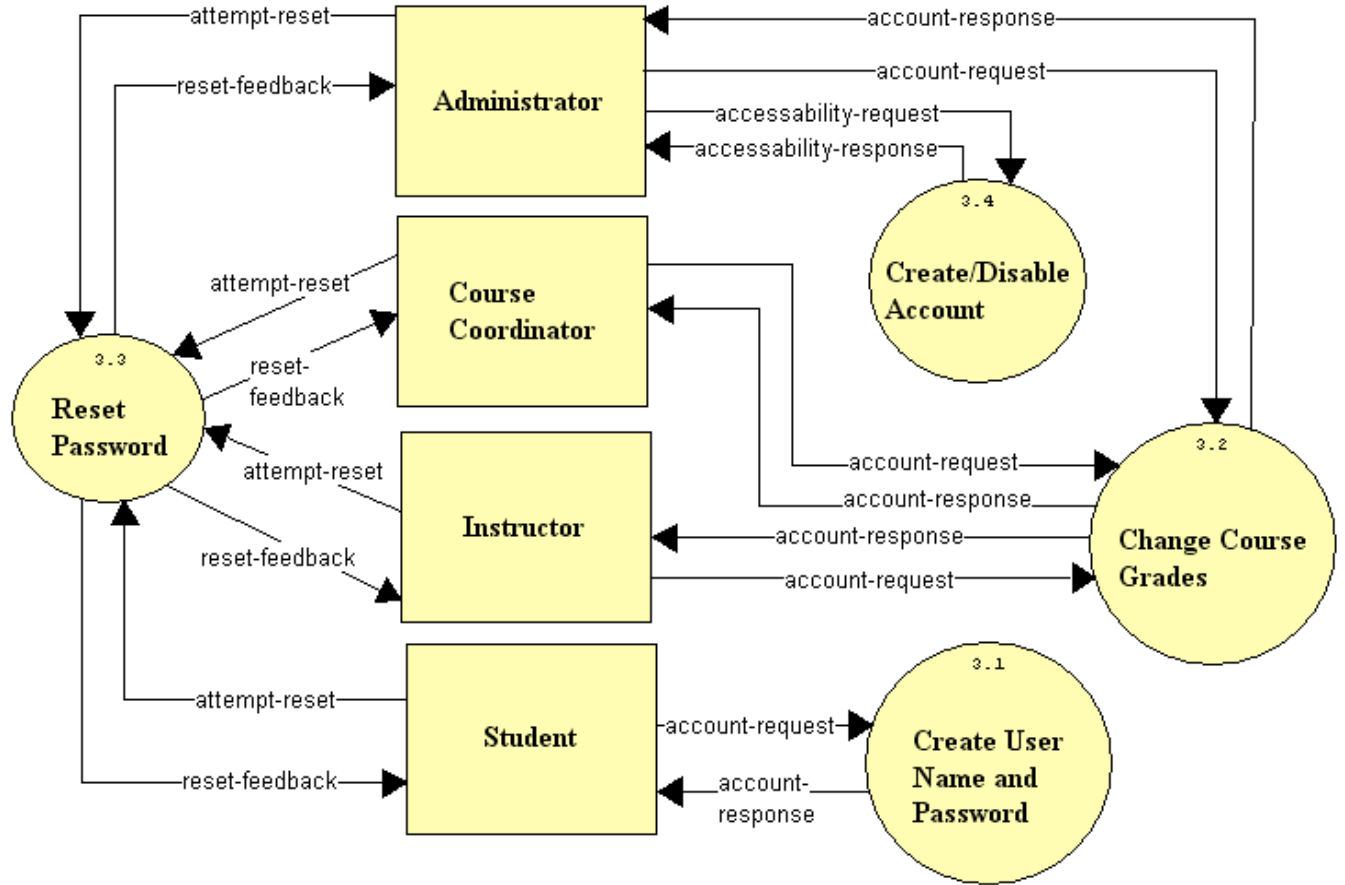 attempt-reset
account-response
reset-feedback
account-request
Administrator
accessability-request
accessability-response
3.4
Create/Disable
Account
attempt-reset
Course
Coordinator
reset-
feedback
3.3
Reset
Password
attempt-reset
account-request
3.2
account-response
Instructor
account-response
Change Course
Grades
reset-feedback
account-request
3.1
attempt-reset
Student
account-request
Create User
Name and
Password
reset-feedback
account-
response